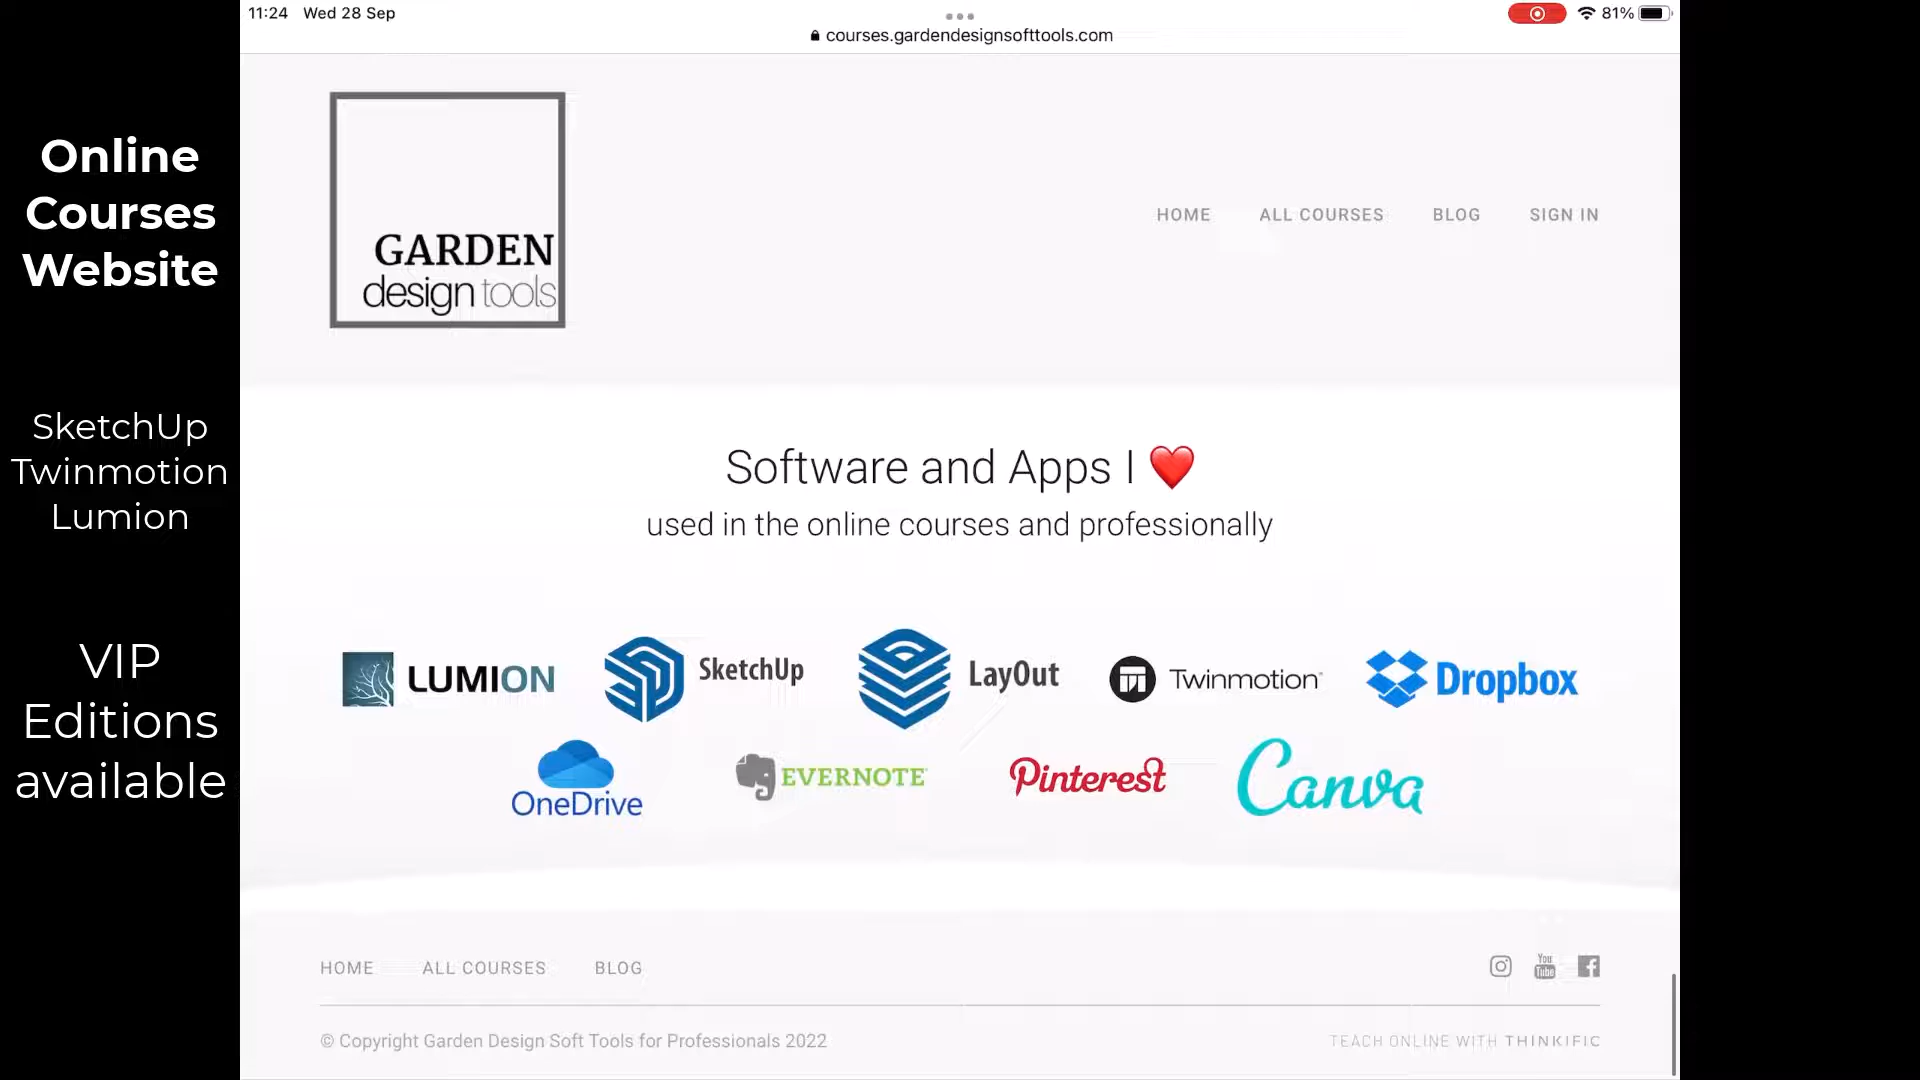 11:24 Wed 28 Sep
81%
courses.gardendesignsofttools.com
Online
Courses
Website
SketchUp
Twinmotion
Lumion
VIP
Editions
available
GARDEN
design tools
HOME ALL COURSES BLOG SIGN IN
Software and Apps I ❤️
used in the online courses and professionally
LUMION SketchUp LayOut Twinmotion Dropbox
OneDrive EVERNOTE Pinterest Canva
HOME ALL COURSES BLOG
You
Tube
© Copyright Garden Design Soft Tools for Professionals 2022
TEACH ONLINE WITH THINKIFIC